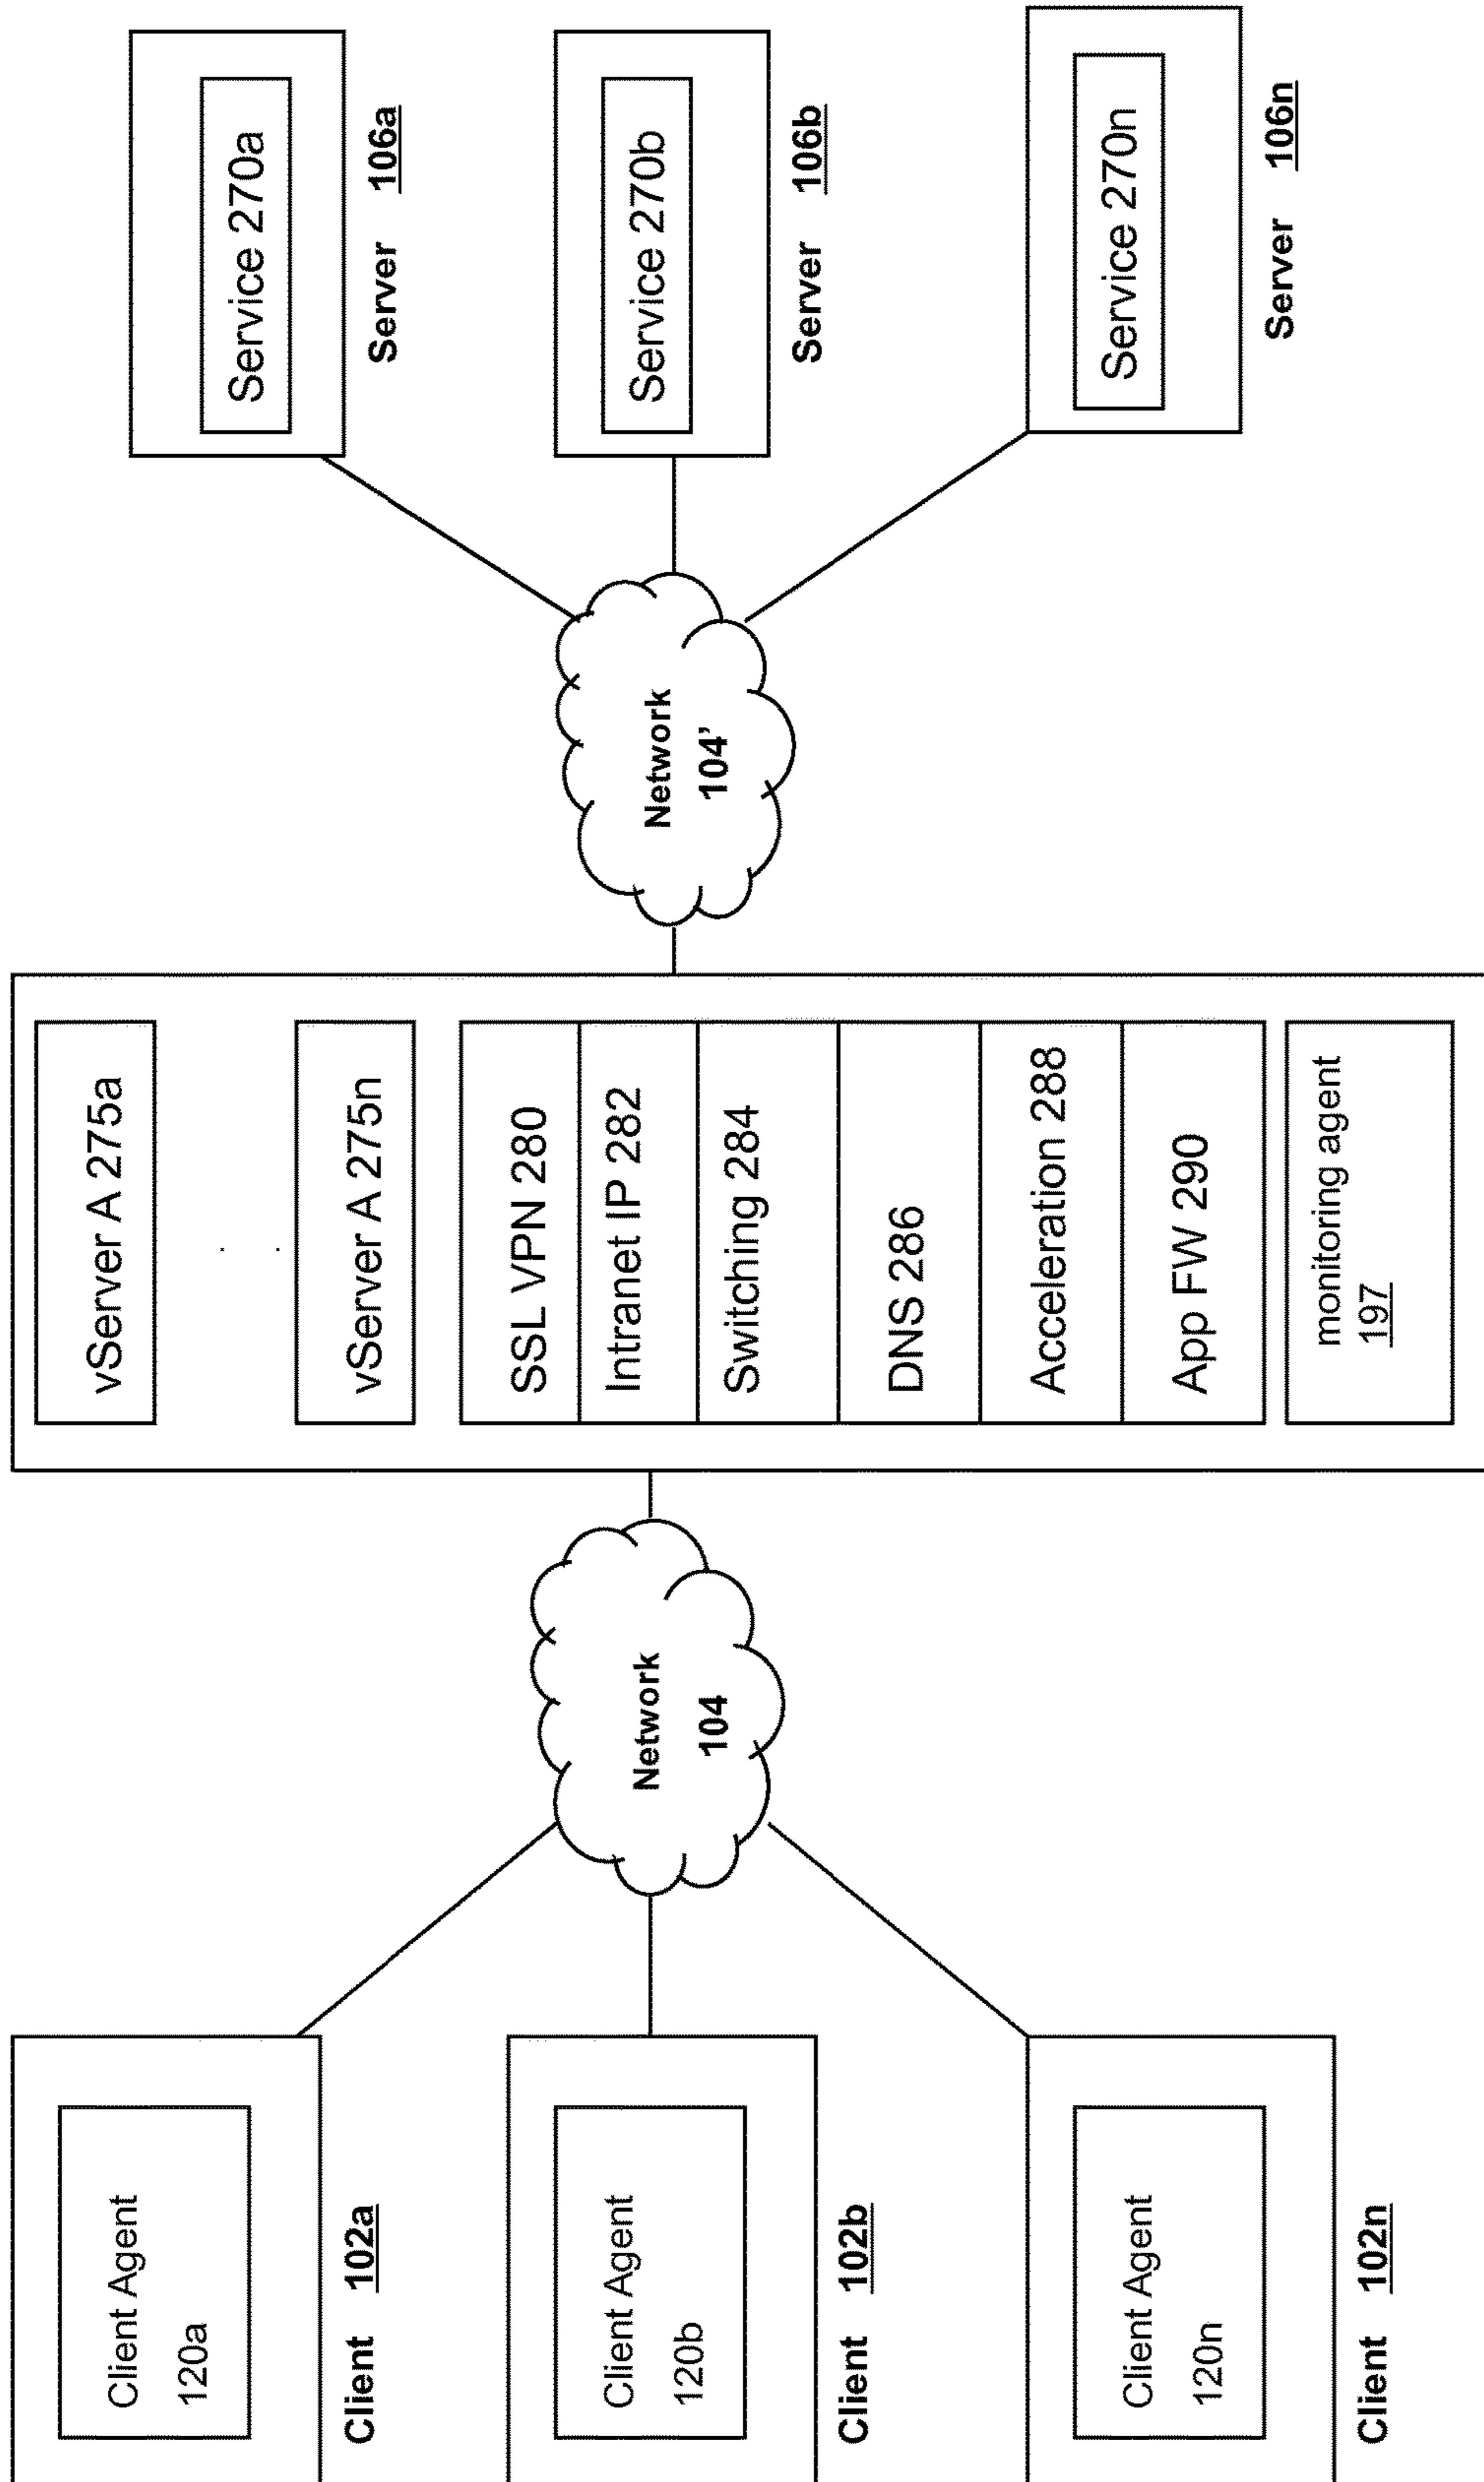 Client Agent
120a
Client 102a
Client Agent
120b
Client 102b
Client Agent
120n
Client 102n
Network
104
vServer A 275a
vServer A 275n
SSL VPN 280
Intranet IP 282
Switching 284
DNS 286
Acceleration 288
App FW 290
monitoring agent
197
Network
104’
Service 270a
Server 106a
Service 270b
Server 106b
Service 270n
Server 106n